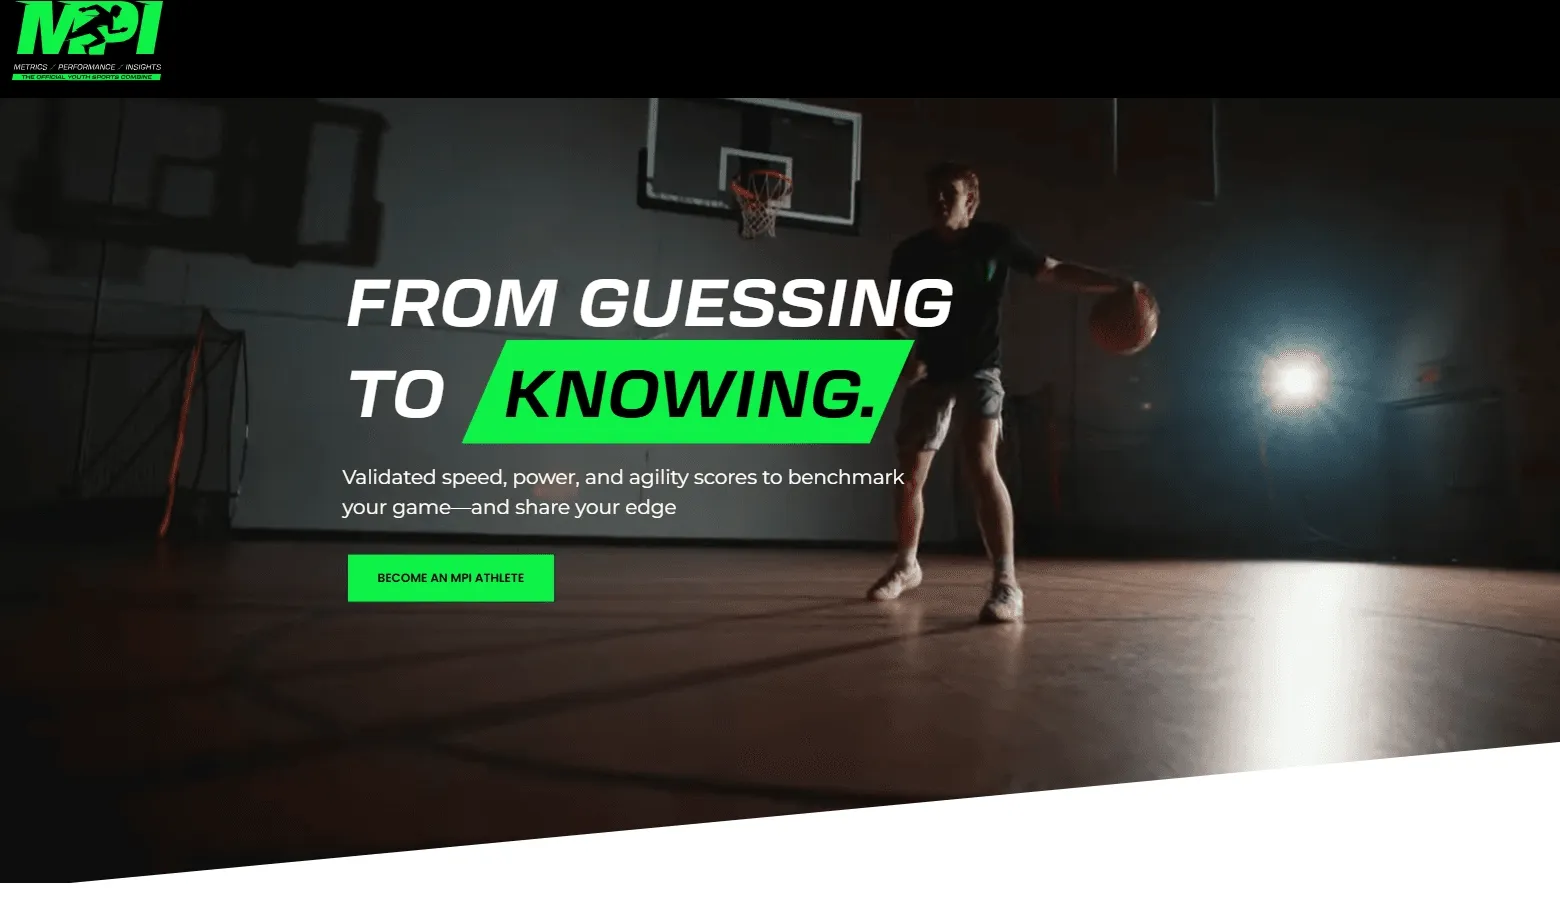 MPI
METRICS / PERFORMANCE / INSIGHTS
THE OFFICIAL YOUTH SPORTS COMBINE
FROM GUESSING
TO KNOWING.
Validated speed, power, and agility scores to benchmark
your game—and share your edge
BECOME AN MPI ATHLETE